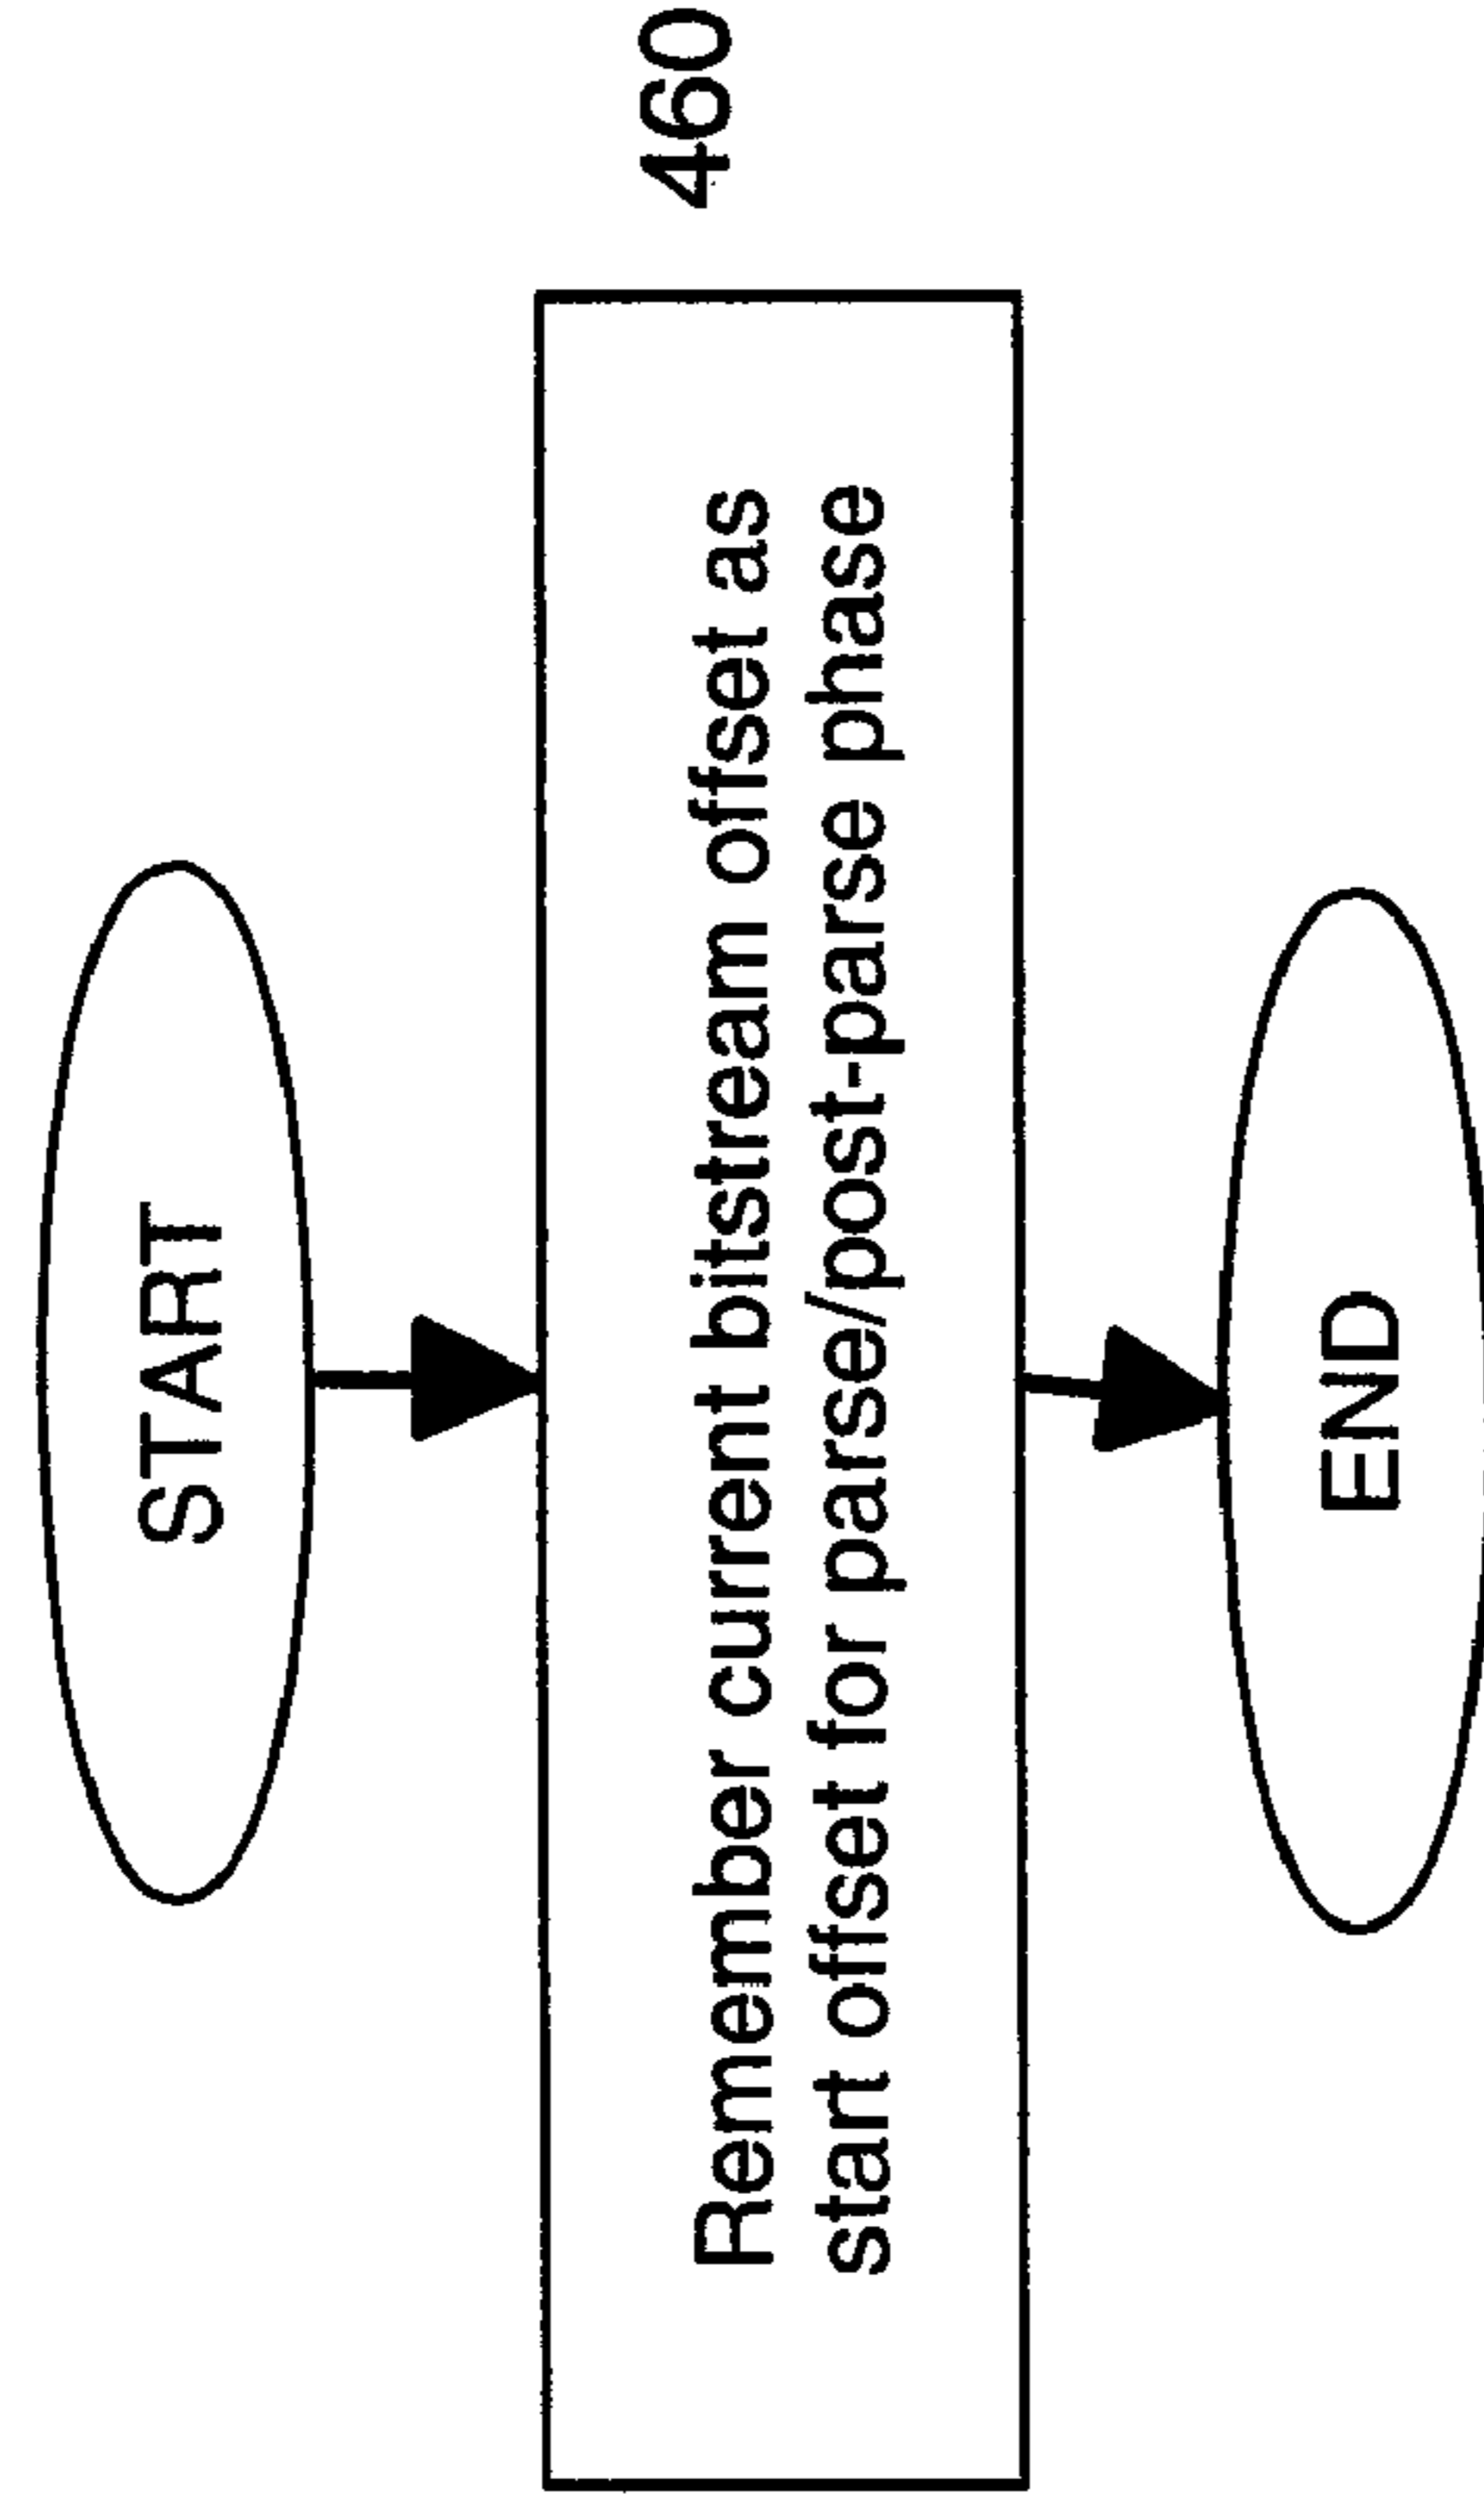 START
460
Remember current bitstream offset as
start offset for parse/post-parse phase
END